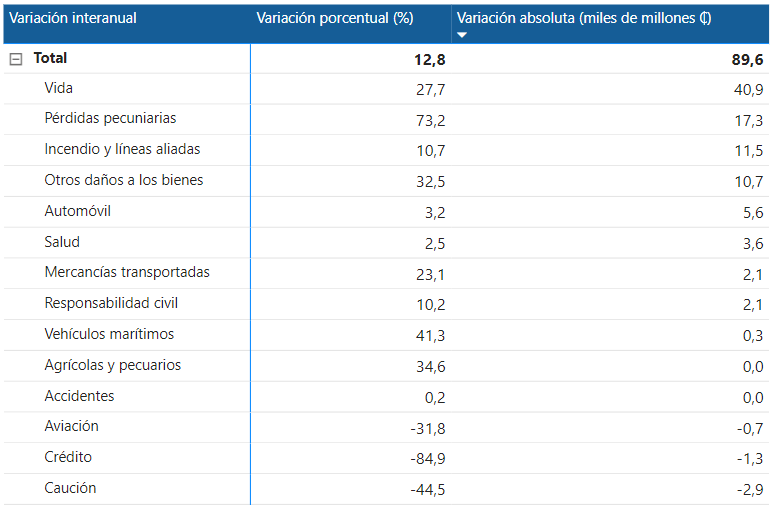 Variación interanual Variación porcentual (%) Variación absoluta (miles de millones ₡)
Total 12,8 89,6
Vida 27,7 40,9
Pérdidas pecuniarias 73,2 17,3
Incendio y líneas aliadas 10,7 11,5
Otros daños a los bienes 32,5 10,7
Automóvil 3,2 5,6
Salud 2,5 3,6
Mercancías transportadas 23,1 2,1
Responsabilidad civil 10,2 2,1
Vehículos marítimos 41,3 0,3
Agrícolas y pecuarios 34,6 0,0
Accidentes 0,2 0,0
Aviación -31,8 -0,7
Crédito -84,9 -1,3
Caución -44,5 -2,9